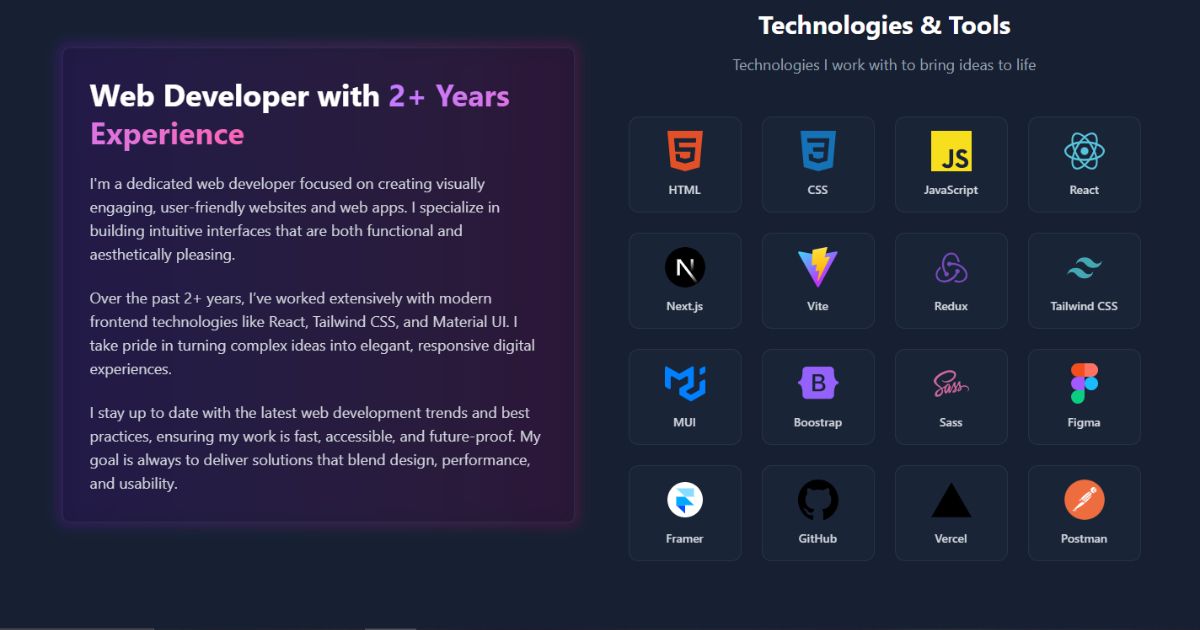 Web Developer with 2+ Years
Experience
I'm a dedicated web developer focused on creating visually
engaging, user-friendly websites and web apps. I specialize in
building intuitive interfaces that are both functional and
aesthetically pleasing.
Over the past 2+ years, I’ve worked extensively with modern
frontend technologies like React, Tailwind CSS, and Material UI. I
take pride in turning complex ideas into elegant, responsive digital
experiences.
I stay up to date with the latest web development trends and best
practices, ensuring my work is fast, accessible, and future-proof. My
goal is always to deliver solutions that blend design, performance,
and usability.
Technologies & Tools
Technologies I work with to bring ideas to life
JS
HTML CSS JavaScript React
N
Next.js Vite Redux Tailwind CSS
B Sass
MUI Boostrap Sass Figma
Framer GitHub Vercel Postman